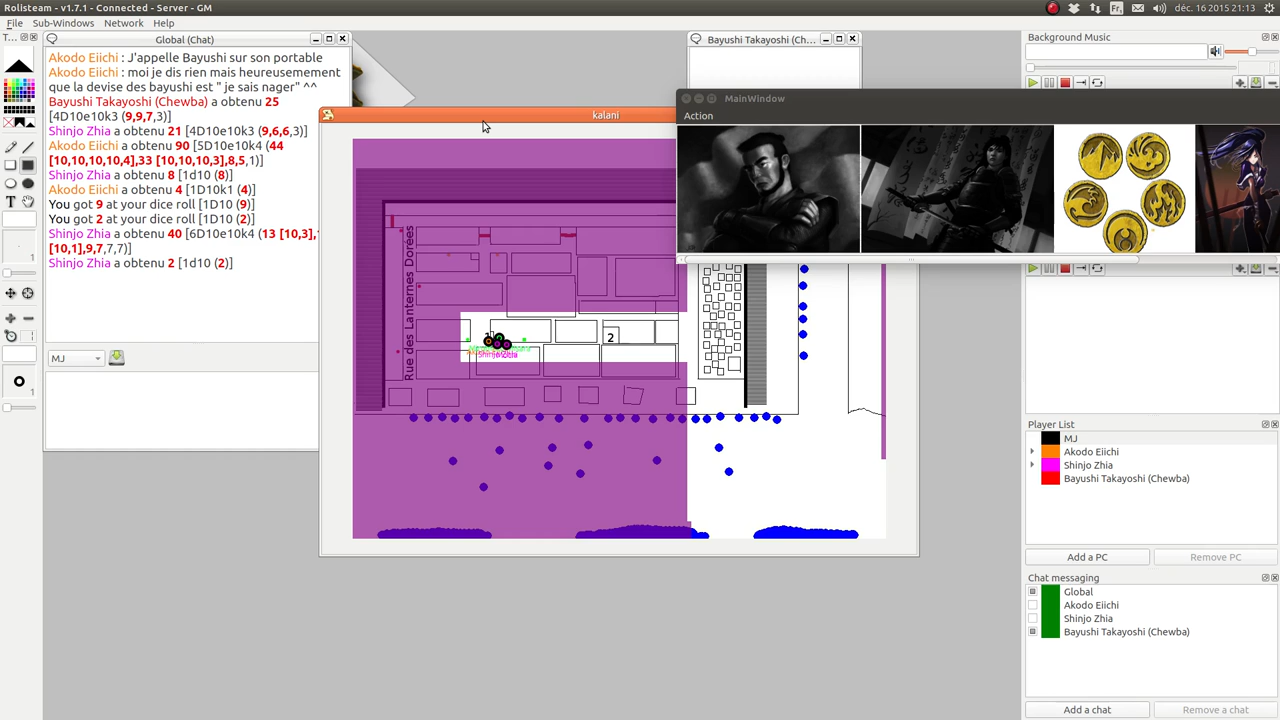 Rolisteam - v1.7.1 - Connected - Server - GM
Fr₁
déc. 16 2015 21:13
File Sub-Windows Network Help
T...
Global (Chat)
Akodo Eiichi : J'appelle Bayushi sur son portable
Akodo Eiichi : moi je dis rien mais heureusemement
que la devise des bayushi est " je sais nager" ^^
Bayushi Takayoshi (Chewba) a obtenu 25
[4D10e10k3 (9,9,7,3)]
Shinjo Zhia a obtenu 21 [4D10e10k3 (9,6,6,3)]
Akodo Eiichi a obtenu 90 [5D10e10k4 (44
[10,10,10,10,4],33 [10,10,10,3],8,5,1)]
Shinjo Zhia a obtenu 8 [1d10 (8)]
Akodo Eiichi a obtenu 4 [1D10k1 (4)]
You got 9 at your dice roll [1D10 (9)]
You got 2 at your dice roll [1D10 (2)]
Shinjo Zhia a obtenu 40 [6D10e10k4 (13 [10,3],
[10,1],9,7,7,7)]
Shinjo Zhia a obtenu 2 [1d10 (2)]
MJ
1
1
kalani
Rue des Lanternes Dorées
1
2
Shinjo Zhia
Bayushi Takayoshi (Ch...
MainWindow
Action
Background Music
Player List
MJ
Akodo Eiichi
Shinjo Zhia
Bayushi Takayoshi (Chewba)
Add a PC
Remove PC
Chat messaging
Global
Akodo Eiichi
Shinjo Zhia
Bayushi Takayoshi (Chewba)
Add a chat
Remove a chat